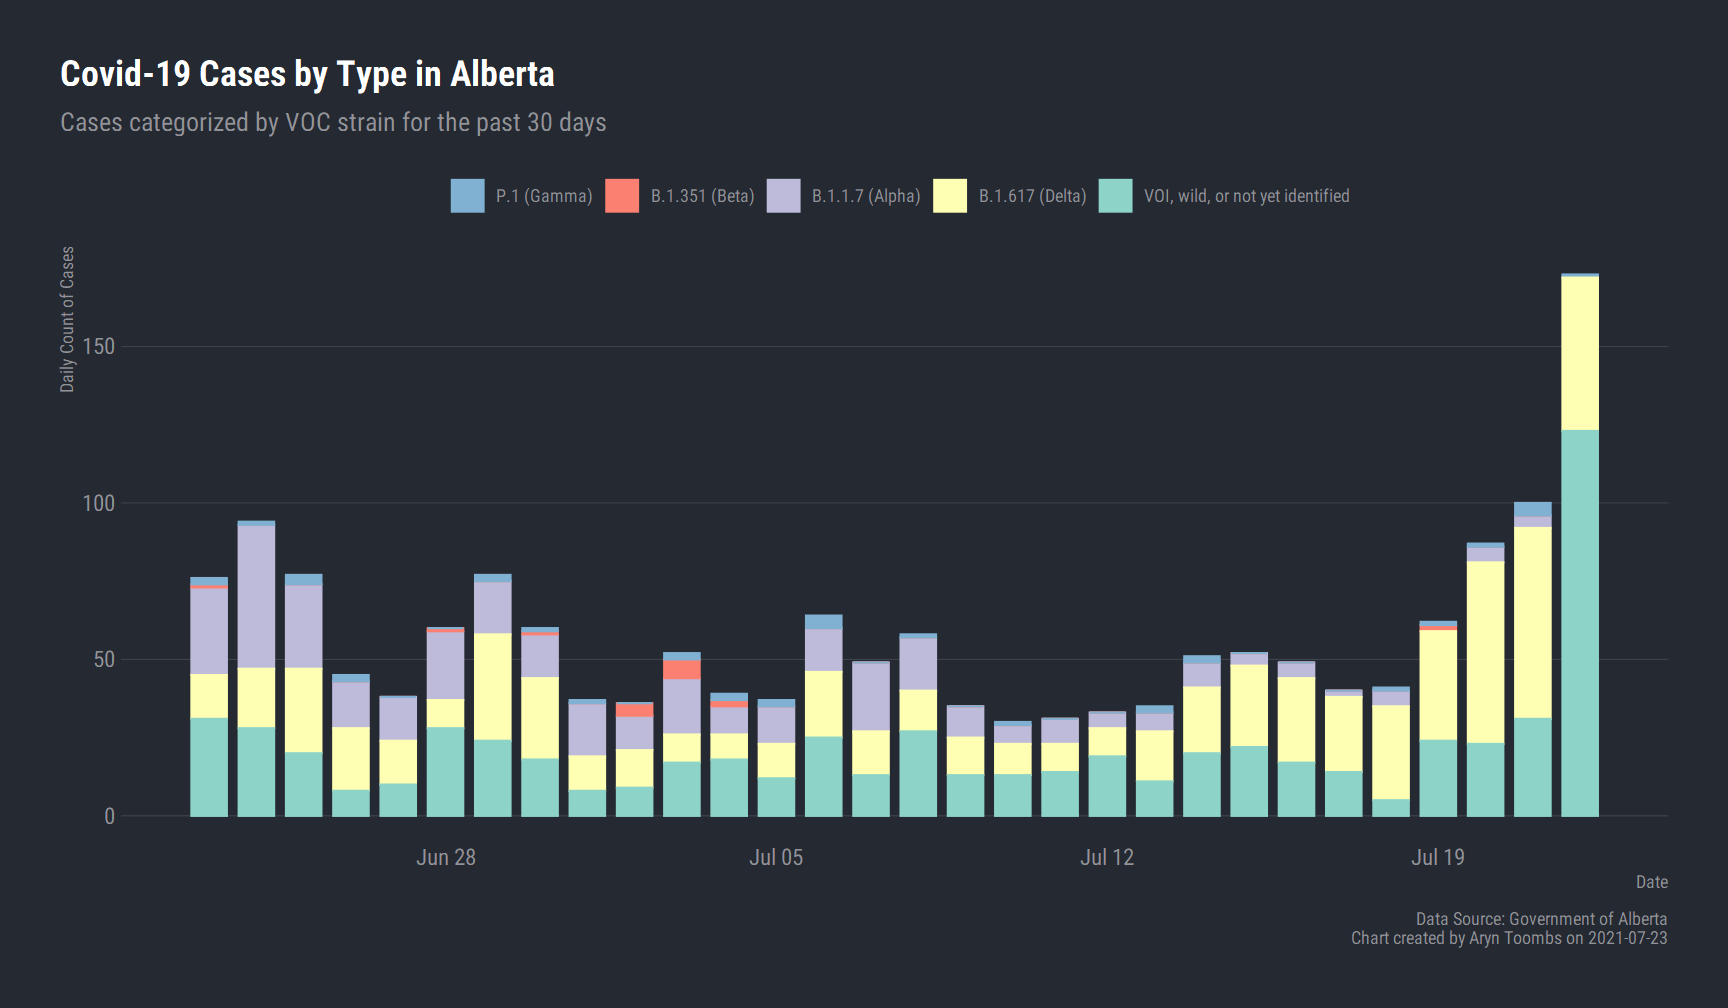 Covid-19 Cases by Type in Alberta
Cases categorized by VOC strain for the past 30 days
P.1 (Gamma) B.1.351 (Beta) B.1.1.7 (Alpha) B.1.617 (Delta) VOI, wild, or not yet identified
Daily Count of Cases
150
100
50
0
Jun 28 Jul 05 Jul 12 Jul 19
Date
Data Source: Government of Alberta
Chart created by Aryn Toombs on 2021-07-23